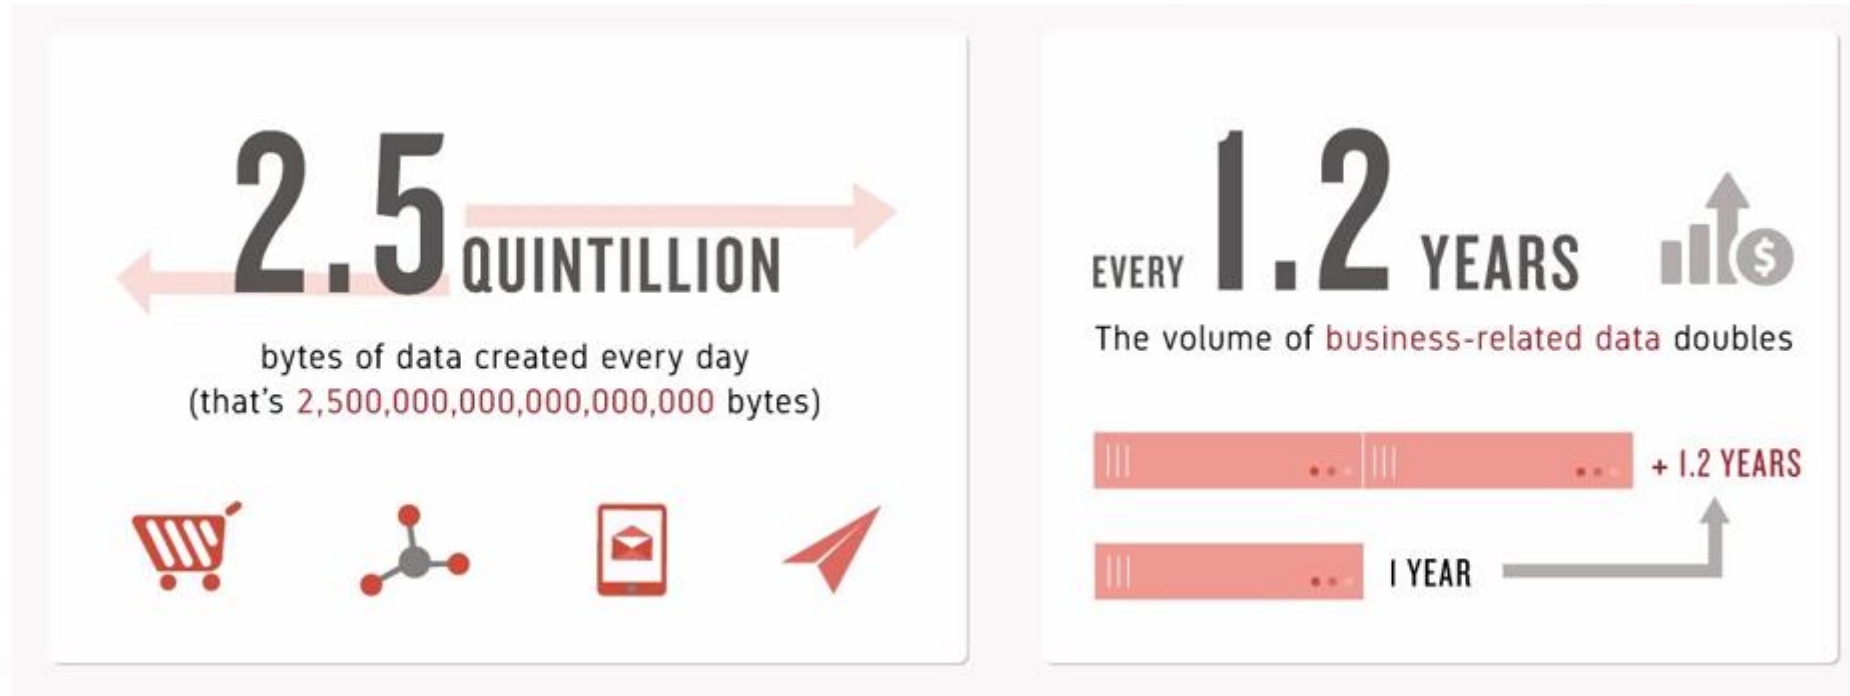 2.5 QUINTILLION
bytes of data created every day
(that's 2,500,000,000,000,000,000 bytes)
EVERY 1.2 YEARS
$
The volume of business-related data doubles
+ 1.2 YEARS
1 YEAR